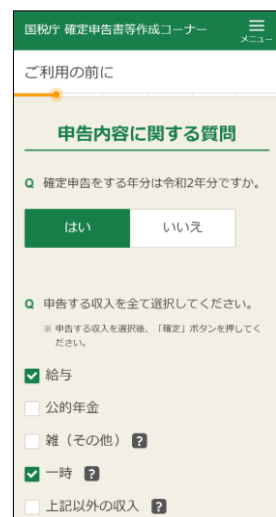 国税庁 確定申告書等作成コーナー
メニュー
ご利用の前に
申告内容に関する質問
Q 確定申告をする年分は令和2年分ですか。
はい いいえ
Q 申告する収入を全て選択してください。
※ 申告する収入を選択後、「確定」ボタンを押してく
ださい。
給与
公的年金
雑（その他） ?
一時 ?
上記以外の収入 ?